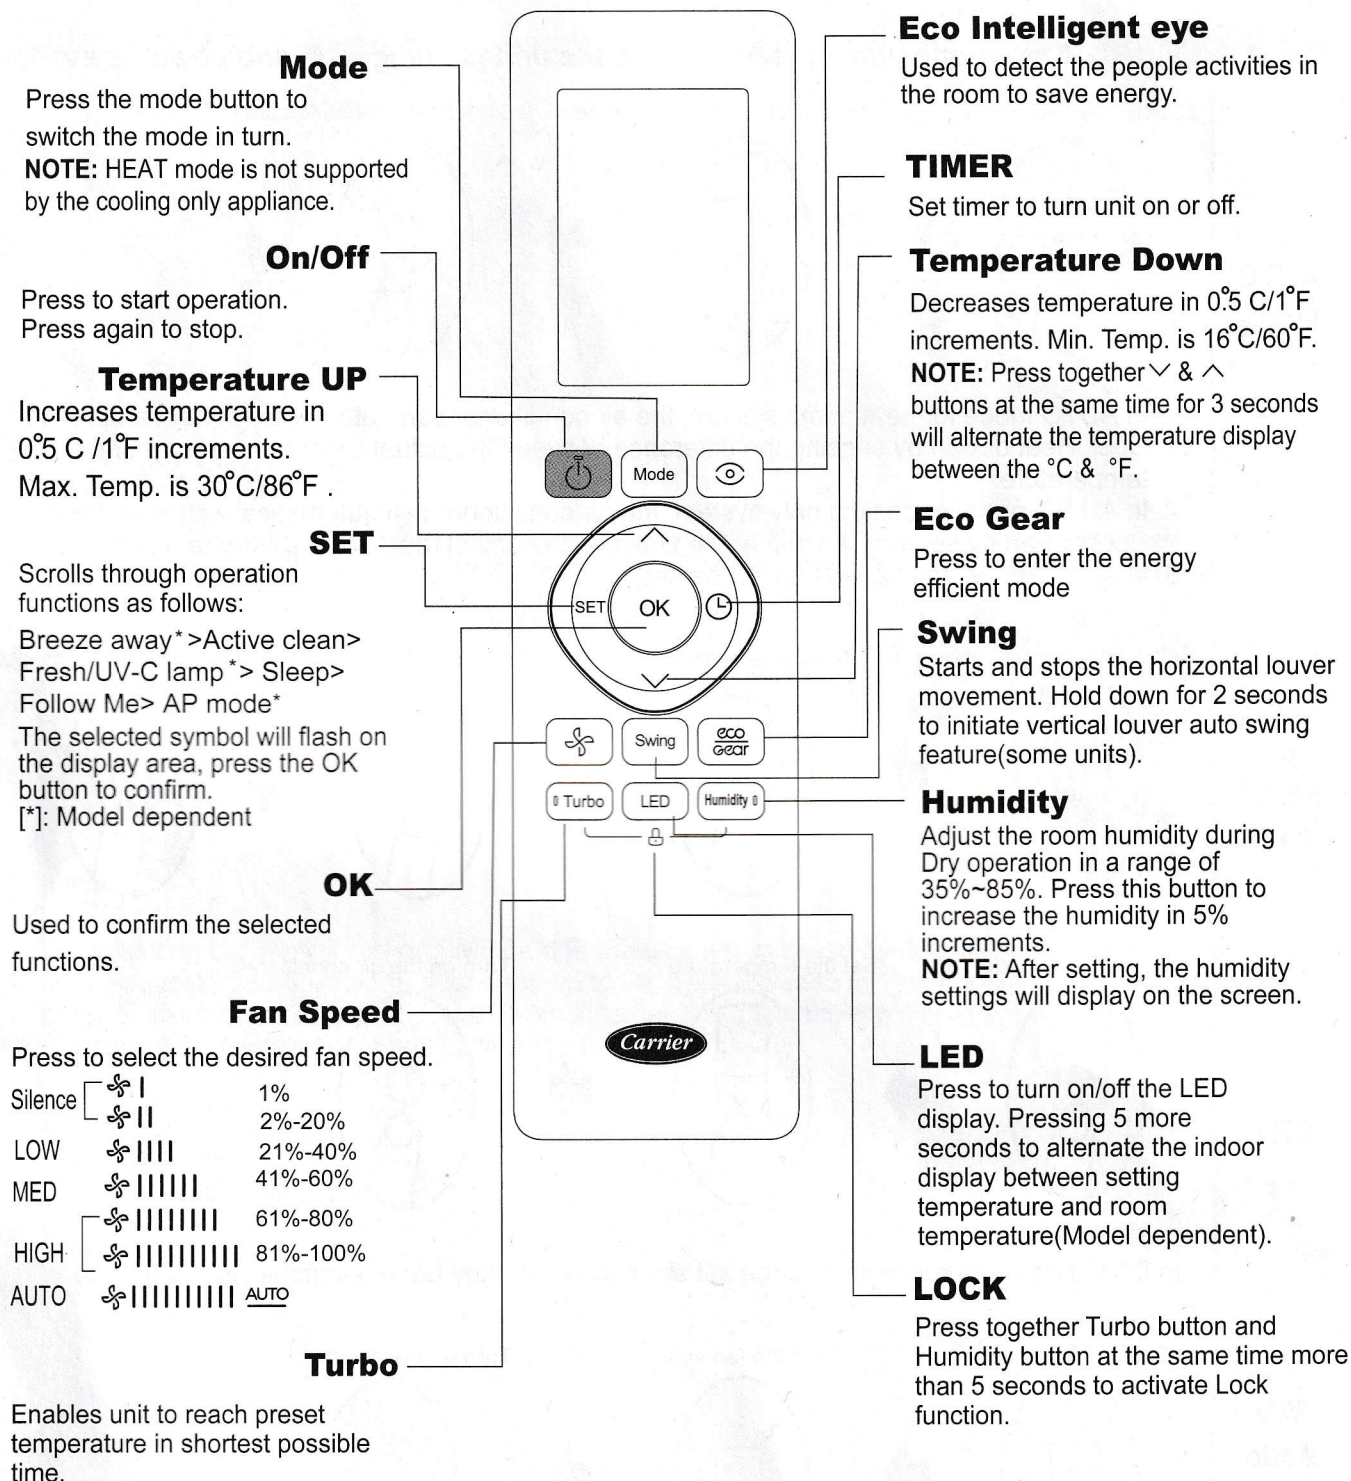 Mode
Press the mode button to
switch the mode in turn.
NOTE: HEAT mode is not supported
by the cooling only appliance.
On/Off
Press to start operation.
Press again to stop.
Temperature UP
Increases temperature in
0.5°C /1°F increments.
Max. Temp. is 30°C/86°F .
SET
Scrolls through operation
functions as follows:
Breeze away*>Active clean>
Fresh/UV-C lamp*> Sleep>
Follow Me> AP mode*
The selected symbol will flash on
the display area, press the OK
button to confirm.
[*]: Model dependent
OK
Used to confirm the selected
functions.
Fan Speed
Press to select the desired fan speed.
Silence
1%
2%-20%
LOW 21%-40%
MED 41%-60%
61%-80%
HIGH 81%-100%
AUTO AUTO
Turbo
Enables unit to reach preset
temperature in shortest possible
time.
Mode
SET
OK
Swing
eco
Gear
Turbo
LED
Humidity
Carrier
Eco Intelligent eye
Used to detect the people activities in
the room to save energy.
TIMER
Set timer to turn unit on or off.
Temperature Down
Decreases temperature in 0.5°C/1°F
increments. Min. Temp. is 16°C/60°F.
NOTE: Press together ﹀ & ︿
buttons at the same time for 3 seconds
will alternate the temperature display
between the °C & °F.
Eco Gear
Press to enter the energy
efficient mode
Swing
Starts and stops the horizontal louver
movement. Hold down for 2 seconds
to initiate vertical louver auto swing
feature(some units).
Humidity
Adjust the room humidity during
Dry operation in a range of
35%~85%. Press this button to
increase the humidity in 5%
increments.
NOTE: After setting, the humidity
settings will display on the screen.
LED
Press to turn on/off the LED
display. Pressing 5 more
seconds to alternate the indoor
display between setting
temperature and room
temperature(Model dependent).
LOCK
Press together Turbo button and
Humidity button at the same time more
than 5 seconds to activate Lock
function.